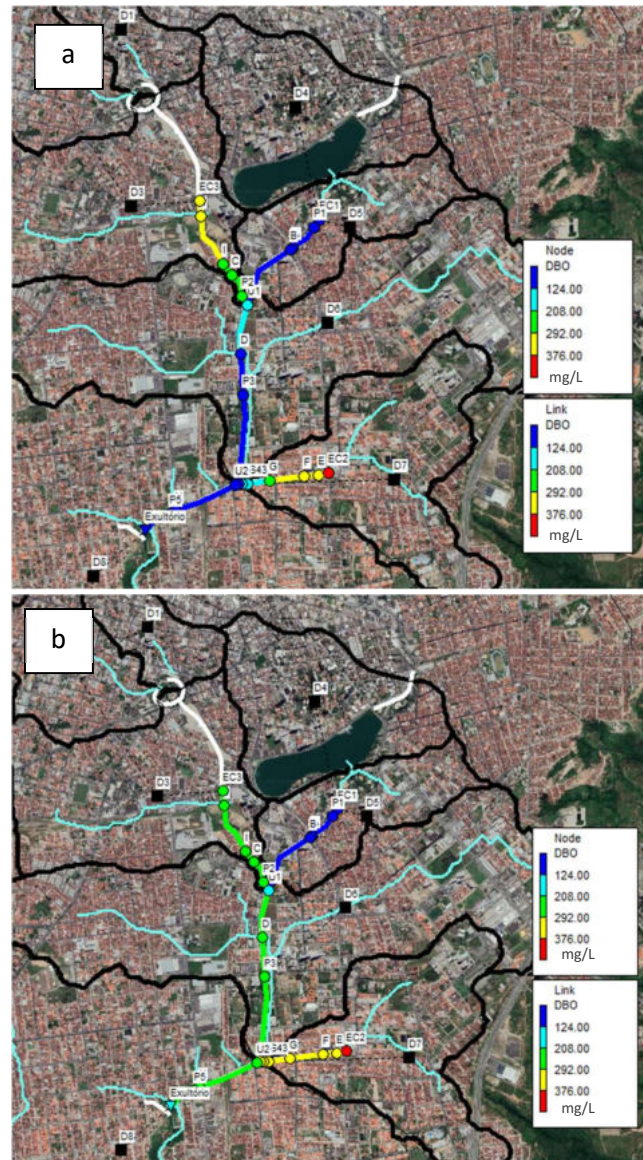 a
D1
D4
D3
EC3
EC1
P1
D5
B-
I
C
P2
U1
D6
D
P3
U2
S43
G
F
E
EC2
D7
P5
Exultório
D8
Node
DBO
124.00
208.00
292.00
376.00
mg/L
Link
DBO
124.00
208.00
292.00
376.00
mg/L
b
D1
D4
D3
EC3
EC1
P1
D5
B-
I
C
P2
U1
D6
D
P3
U2
S43
G
F
E
EC2
D7
P5
Exultório
D8
Node
DBO
124.00
208.00
292.00
376.00
mg/L
Link
DBO
124.00
208.00
292.00
376.00
mg/L